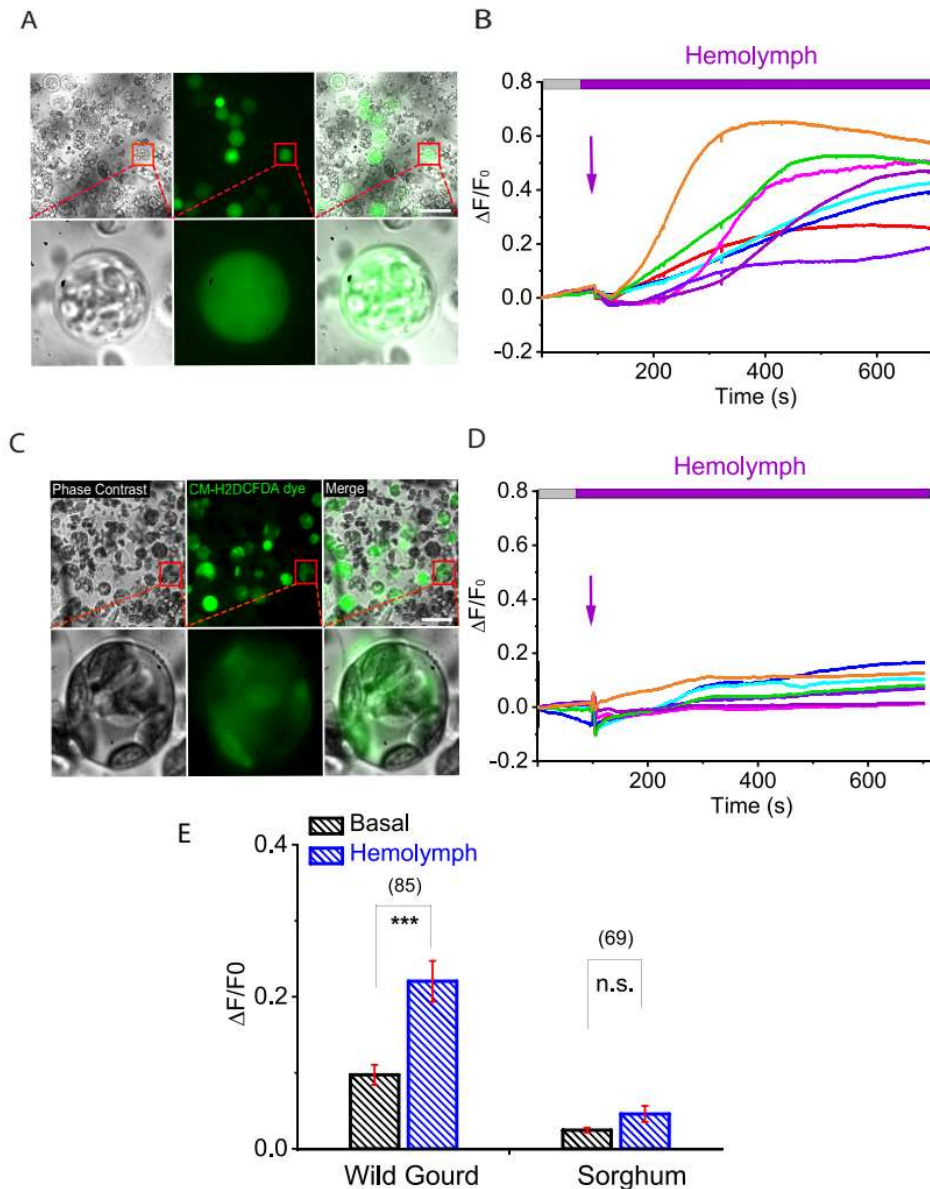 A
B
Hemolymph
0.8
0.6
0.4
0.2
0.0
-0.2
ΔF/F₀
200
400
600
Time (s)
C
Phase Contrast
CM-H2DCFDA dye
Merge
D
Hemolymph
0.8
0.6
0.4
0.2
0.0
-0.2
ΔF/F₀
200
400
600
Time (s)
E
Basal
Hemolymph
0.4
0.2
0.0
ΔF/F0
(85)
***
(69)
n.s.
Wild Gourd
Sorghum